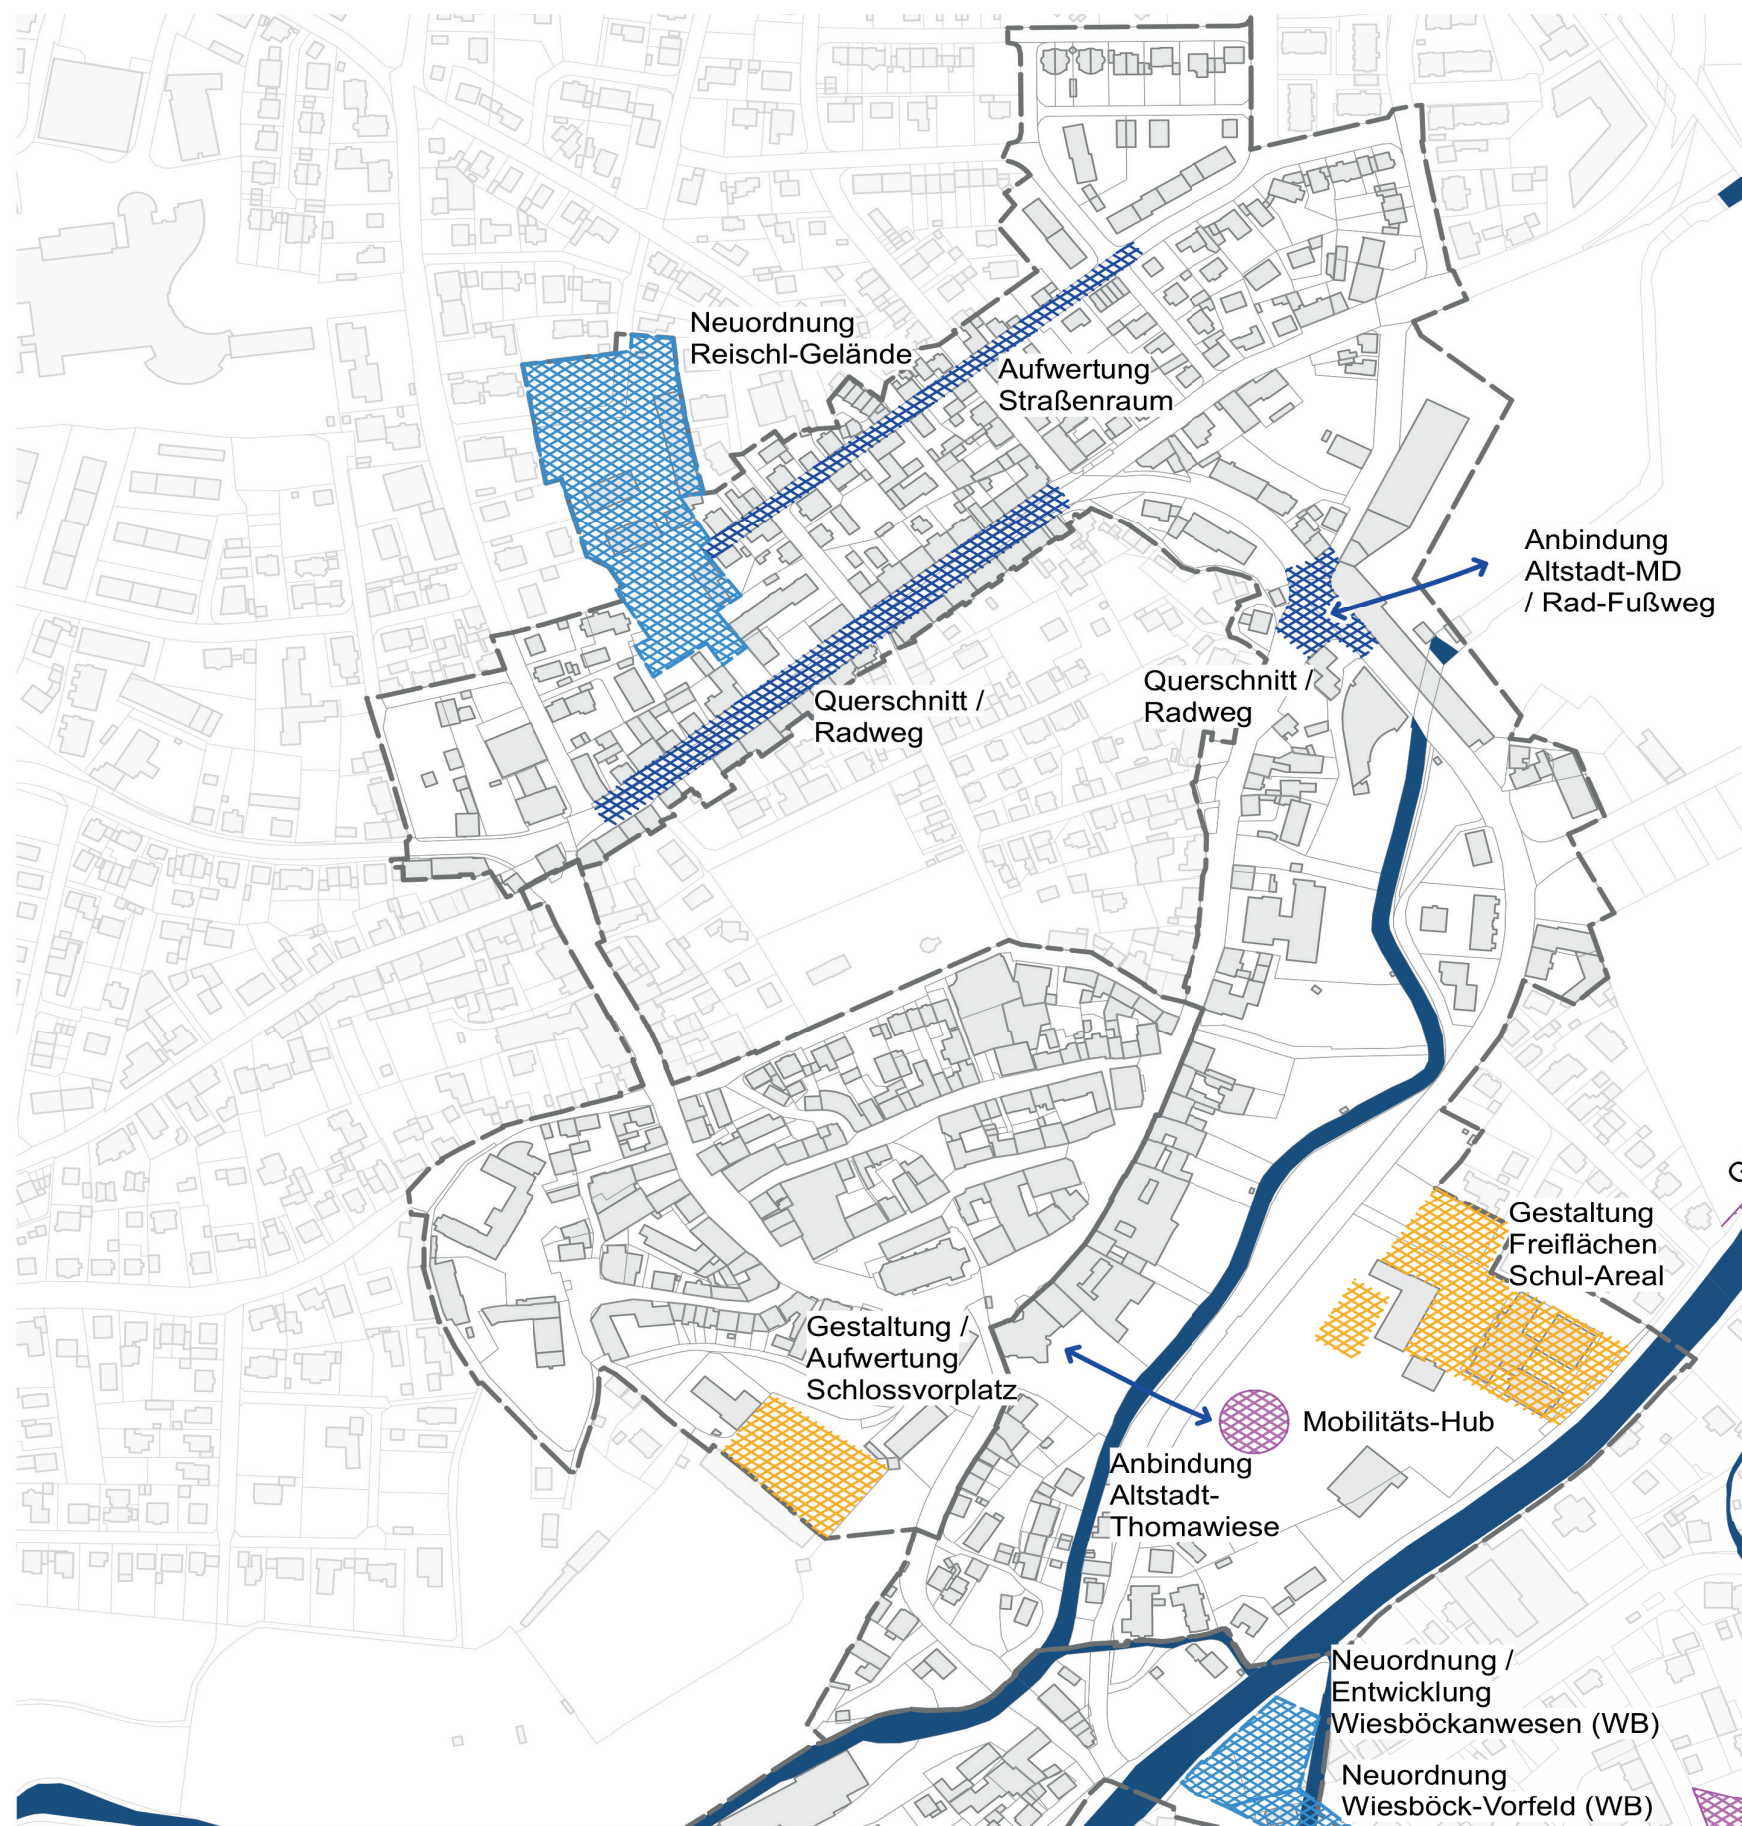 Neuordnung
Reischl-Gelände
Aufwertung
Straßenraum
Anbindung
Altstadt-MD
/ Rad-Fußweg
Querschnitt /
Radweg
Querschnitt /
Radweg
Gestaltung
Freiflächen
Schul-Areal
Gestaltung /
Aufwertung
Schlossvorplatz
Mobilitäts-Hub
Anbindung
Altstadt-
Thomawiese
Neuordnung /
Entwicklung
Wiesböckanwesen (WB)
Neuordnung
Wiesböck-Vorfeld (WB)